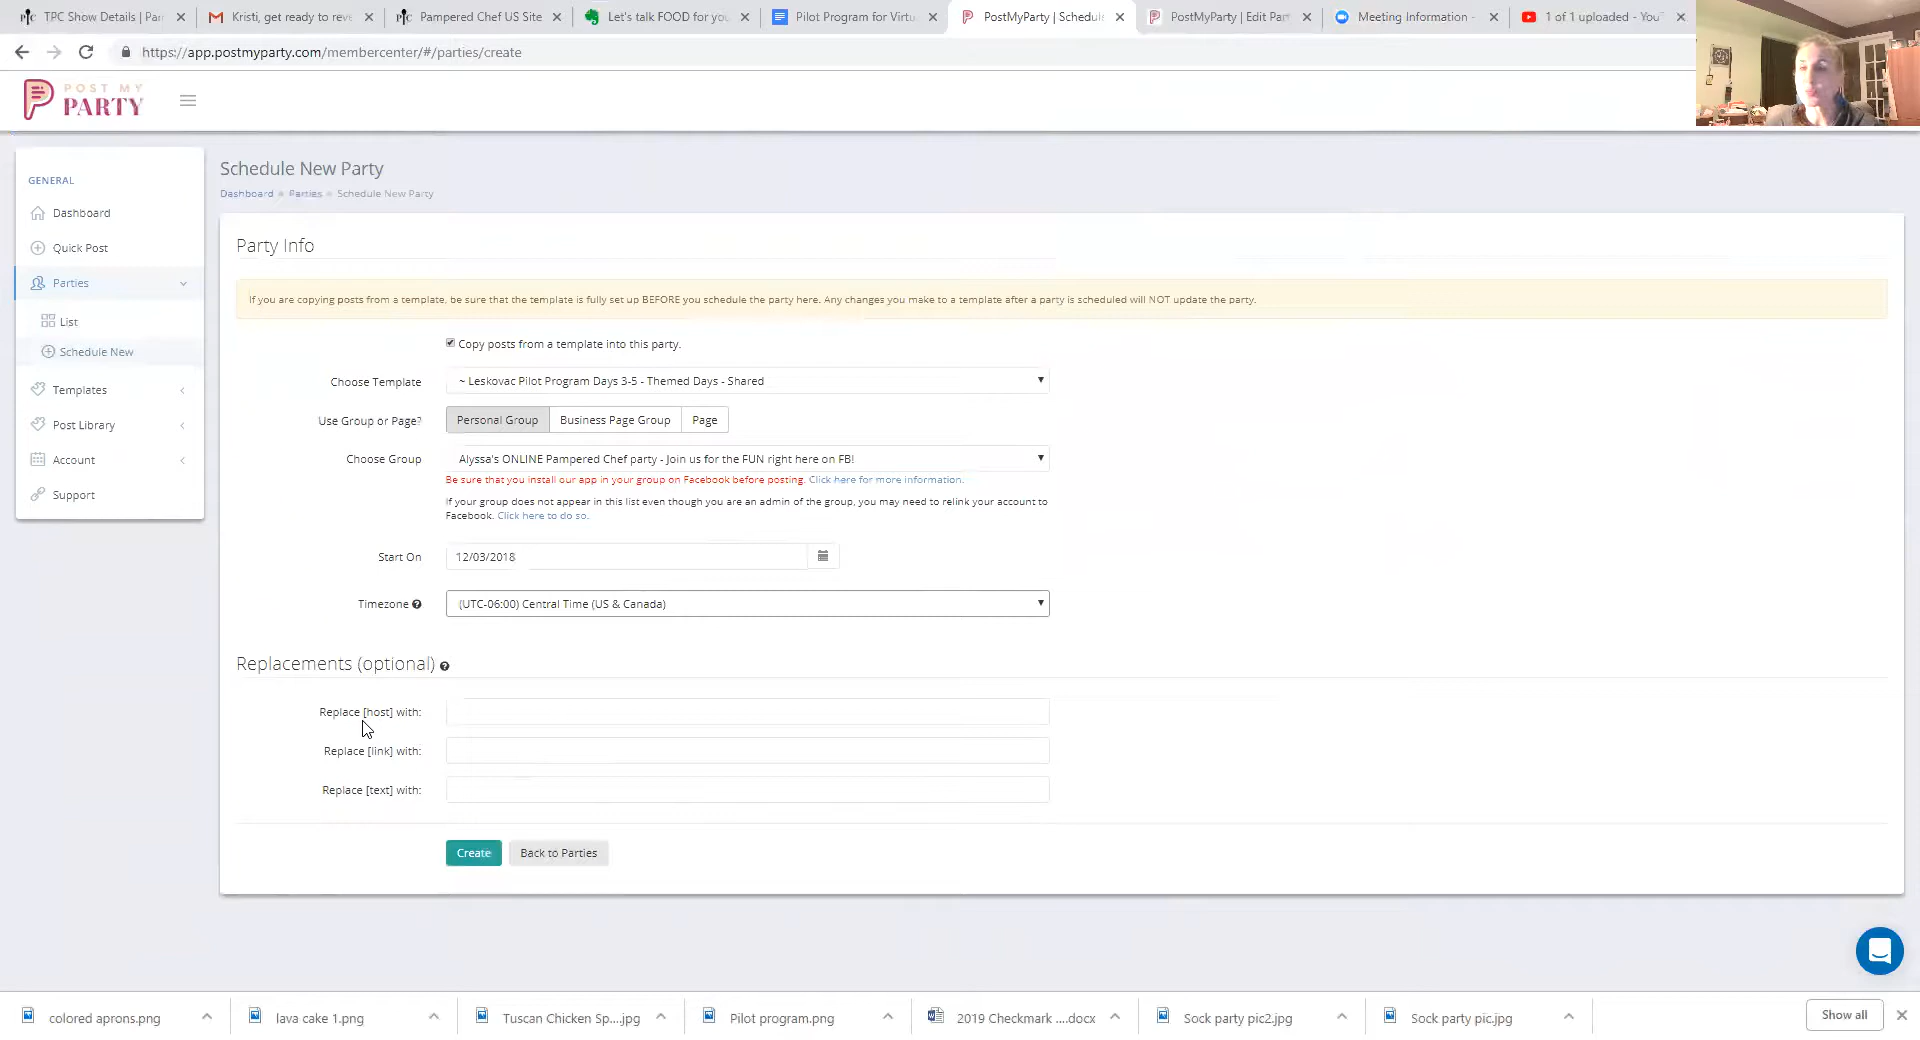 TPC Show Details | Par
Kristi, get ready to reve
Pampered Chef US Site
Let's talk FOOD for you
Pilot Program for Virtu
PostMyParty | Schedul
PostMyParty | Edit Part
Meeting Information -
1 of 1 uploaded - YouT
https://app.postmyparty.com/membercenter/#/parties/create
POST MY
PARTY
GENERAL
Dashboard
Quick Post
Parties
List
Schedule New
Templates
Post Library
Account
Support
Schedule New Party
Dashboard » Parties » Schedule New Party
Party Info
If you are copying posts from a template, be sure that the template is fully set up BEFORE you schedule the party here. Any changes you make to a template after a party is scheduled will NOT update the party.
Copy posts from a template into this party.
Choose Template
~ Leskovac Pilot Program Days 3-5 - Themed Days - Shared
Use Group or Page?
Personal Group
Business Page Group
Page
Choose Group
Alyssa's ONLINE Pampered Chef party - Join us for the FUN right here on FB!
Be sure that you install our app in your group on Facebook before posting. Click here for more information.
If your group does not appear in this list even though you are an admin of the group, you may need to relink your account to
Facebook. Click here to do so.
Start On
12/03/2018
Timezone
(UTC-06:00) Central Time (US & Canada)
Replacements (optional)
Replace [host] with:
Replace [link] with:
Replace [text] with:
Create
Back to Parties
colored aprons.png
lava cake 1.png
Tuscan Chicken Sp....jpg
Pilot program.png
2019 Checkmark ....docx
Sock party pic2.jpg
Sock party pic.jpg
Show all